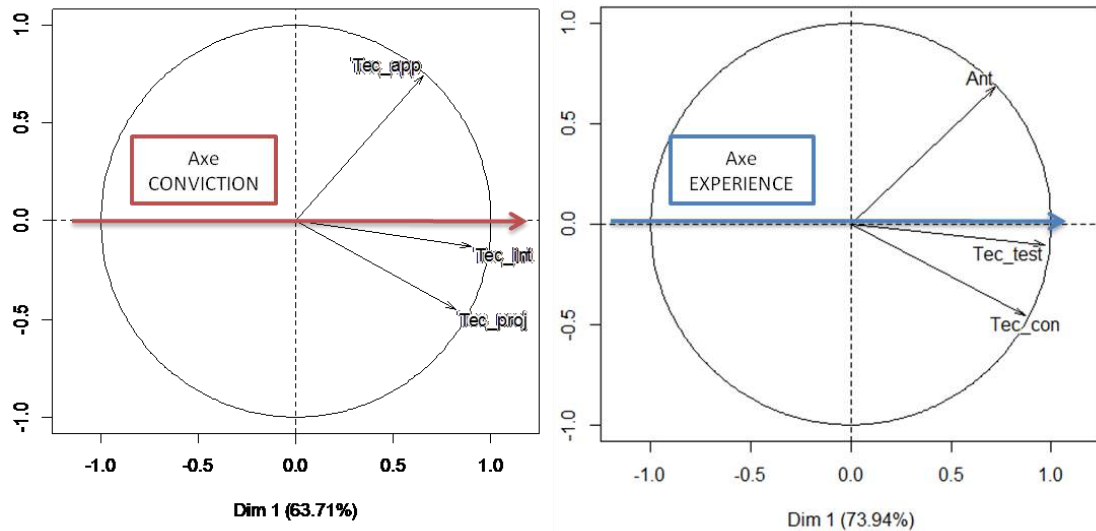 1.0
0.5
0.0
-0.5
-1.0
Tec_app
Axe
CONVICTION
Tec_int
Tec_proj
-1.0 -0.5 0.0 0.5 1.0
Dim 1 (63.71%)
1.0
0.5
0.0
-0.5
-1.0
Ant
Axe
EXPERIENCE
Tec_test
Tec_con
-1.0 -0.5 0.0 0.5 1.0
Dim 1 (73.94%)